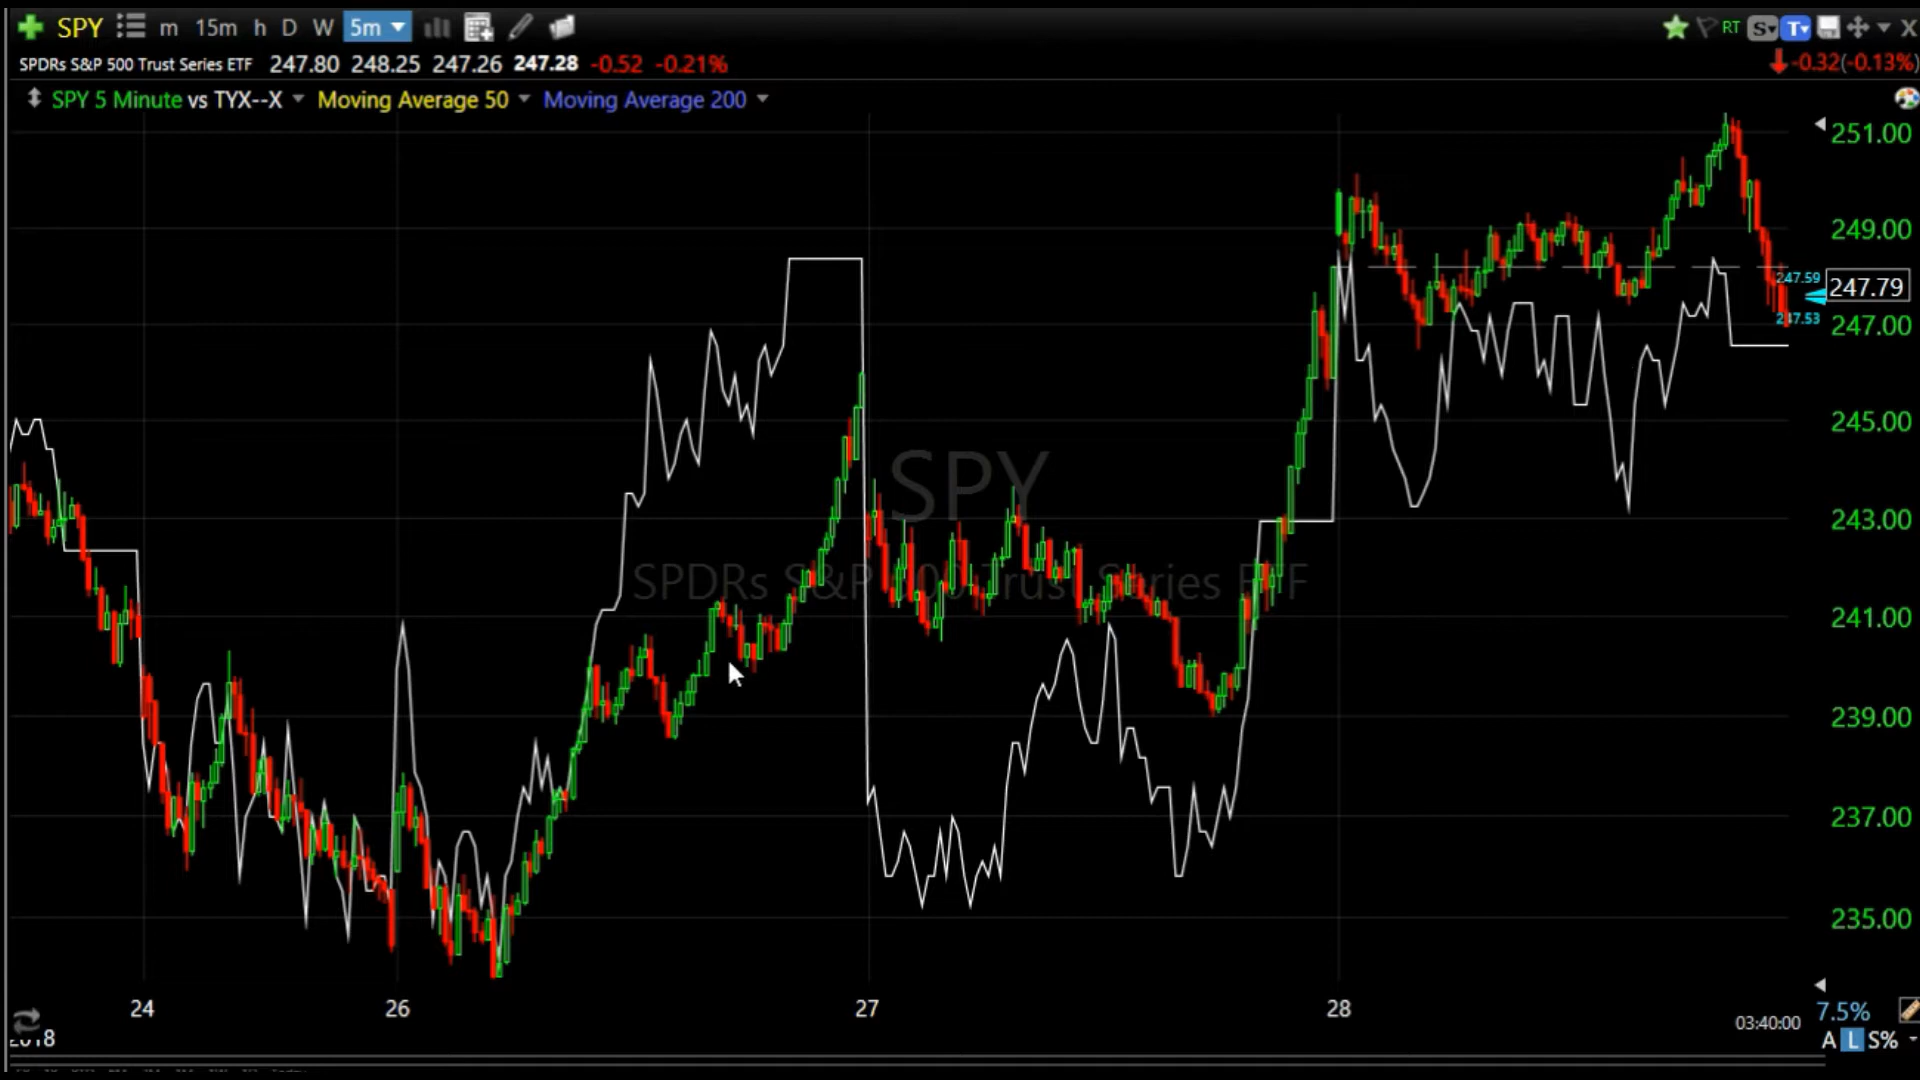 SPY m 15m h D W 5m RT S T X
SPDRs S&P 500 Trust Series ETF 247.80 248.25 247.26 247.28 -0.52 -0.21% -0.32(-0.13%)
SPY 5 Minute vs TYX--X Moving Average 50 Moving Average 200
251.00
249.00
247.59
247.79
247.53
247.00
245.00
SPY
243.00
SPDRs S&P 500 Trust Series ETF
241.00
239.00
237.00
235.00
24 26 27 28
7.5%
03:40:00
2018
A L S%